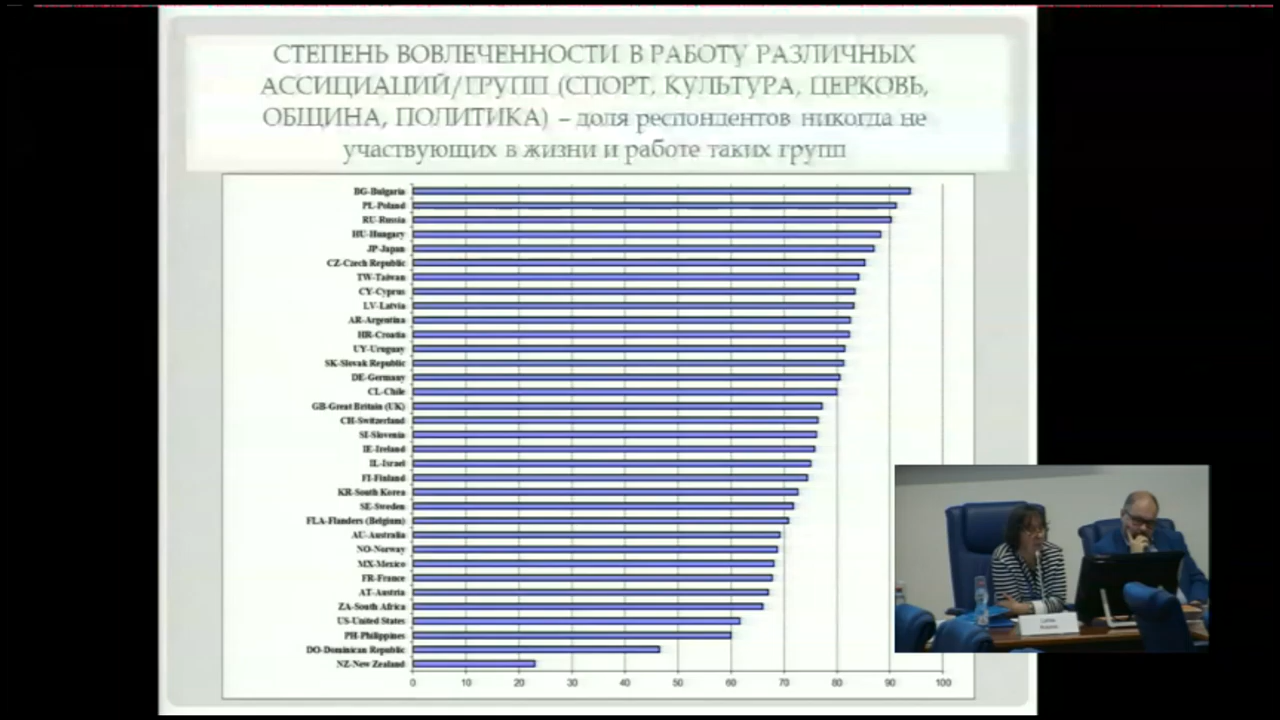 СТЕПЕНЬ ВОВЛЕЧЕННОСТИ В РАБОТУ РАЗЛИЧНЫХ
АССИЦИАЦИЙ/ГРУПП (СПОРТ, КУЛЬТУРА, ЦЕРКОВЬ,
ОБЩИНА, ПОЛИТИКА) – доля респондентов никогда не
участвующих в жизни и работе таких групп
BG-Bulgaria
PL-Poland
RU-Russia
HU-Hungary
JP-Japan
CZ-Czech Republic
TW-Taiwan
CY-Cyprus
LV-Latvia
AR-Argentina
HR-Croatia
UY-Uruguay
SK-Slovak Republic
DE-Germany
CL-Chile
GB-Great Britain (UK)
CH-Switzerland
SI-Slovenia
IE-Ireland
IL-Israel
FI-Finland
KR-South Korea
SE-Sweden
FLA-Flanders (Belgium)
AU-Australia
NO-Norway
MX-Mexico
FR-France
AT-Austria
ZA-South Africa
US-United States
PH-Philippines
DO-Dominican Republic
NZ-New Zealand
0 10 20 30 40 50 60 70 80 90 100